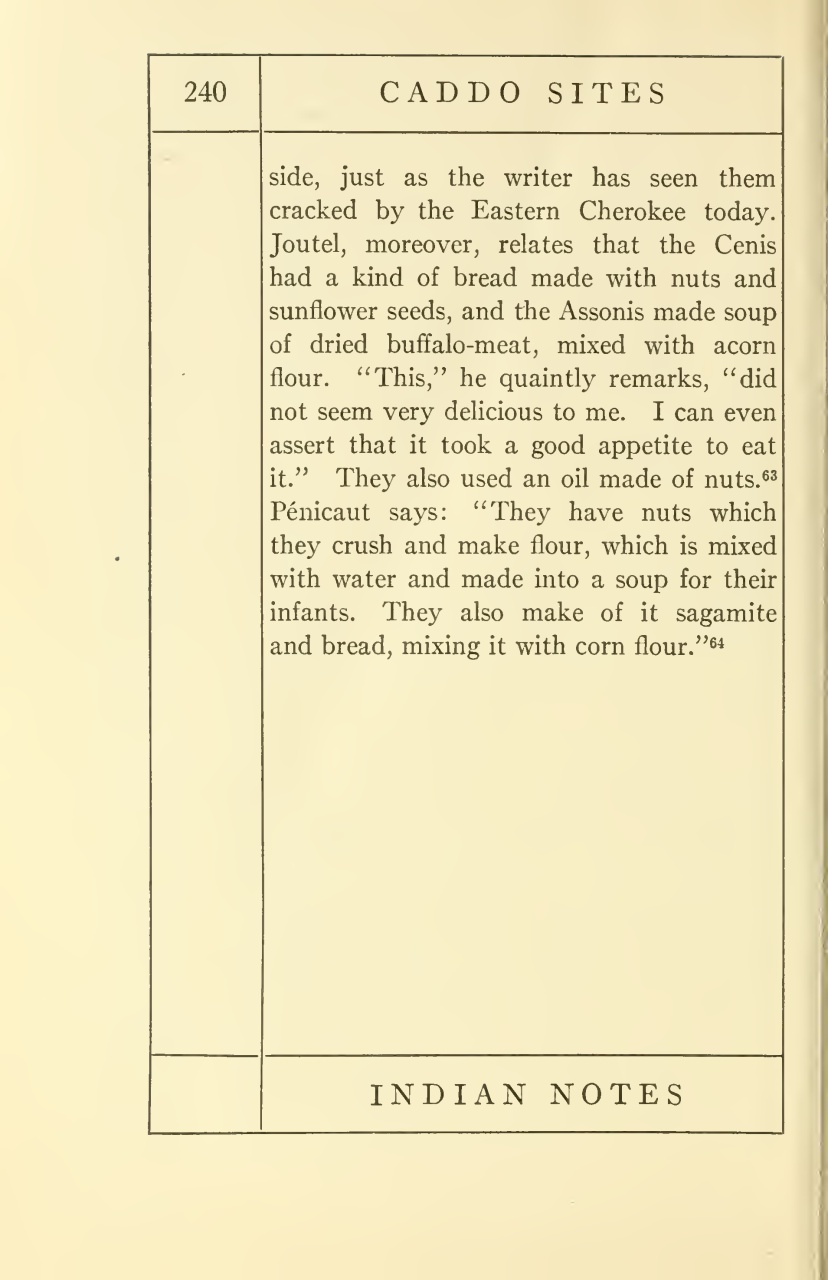 240
CADDO SITES
side, just as the writer has seen them
cracked by the Eastern Cherokee today.
Joutel, moreover, relates that the Cenis
had a kind of bread made with nuts and
sunflower seeds, and the Assonis made soup
of dried buffalo-meat, mixed with acorn
flour. “This,” he quaintly remarks, “did
not seem very delicious to me. I can even
assert that it took a good appetite to eat
it.” They also used an oil made of nuts.⁶³
Pénicaut says: “They have nuts which
they crush and make flour, which is mixed
with water and made into a soup for their
infants. They also make of it sagamite
and bread, mixing it with corn flour.”⁶⁴
INDIAN NOTES